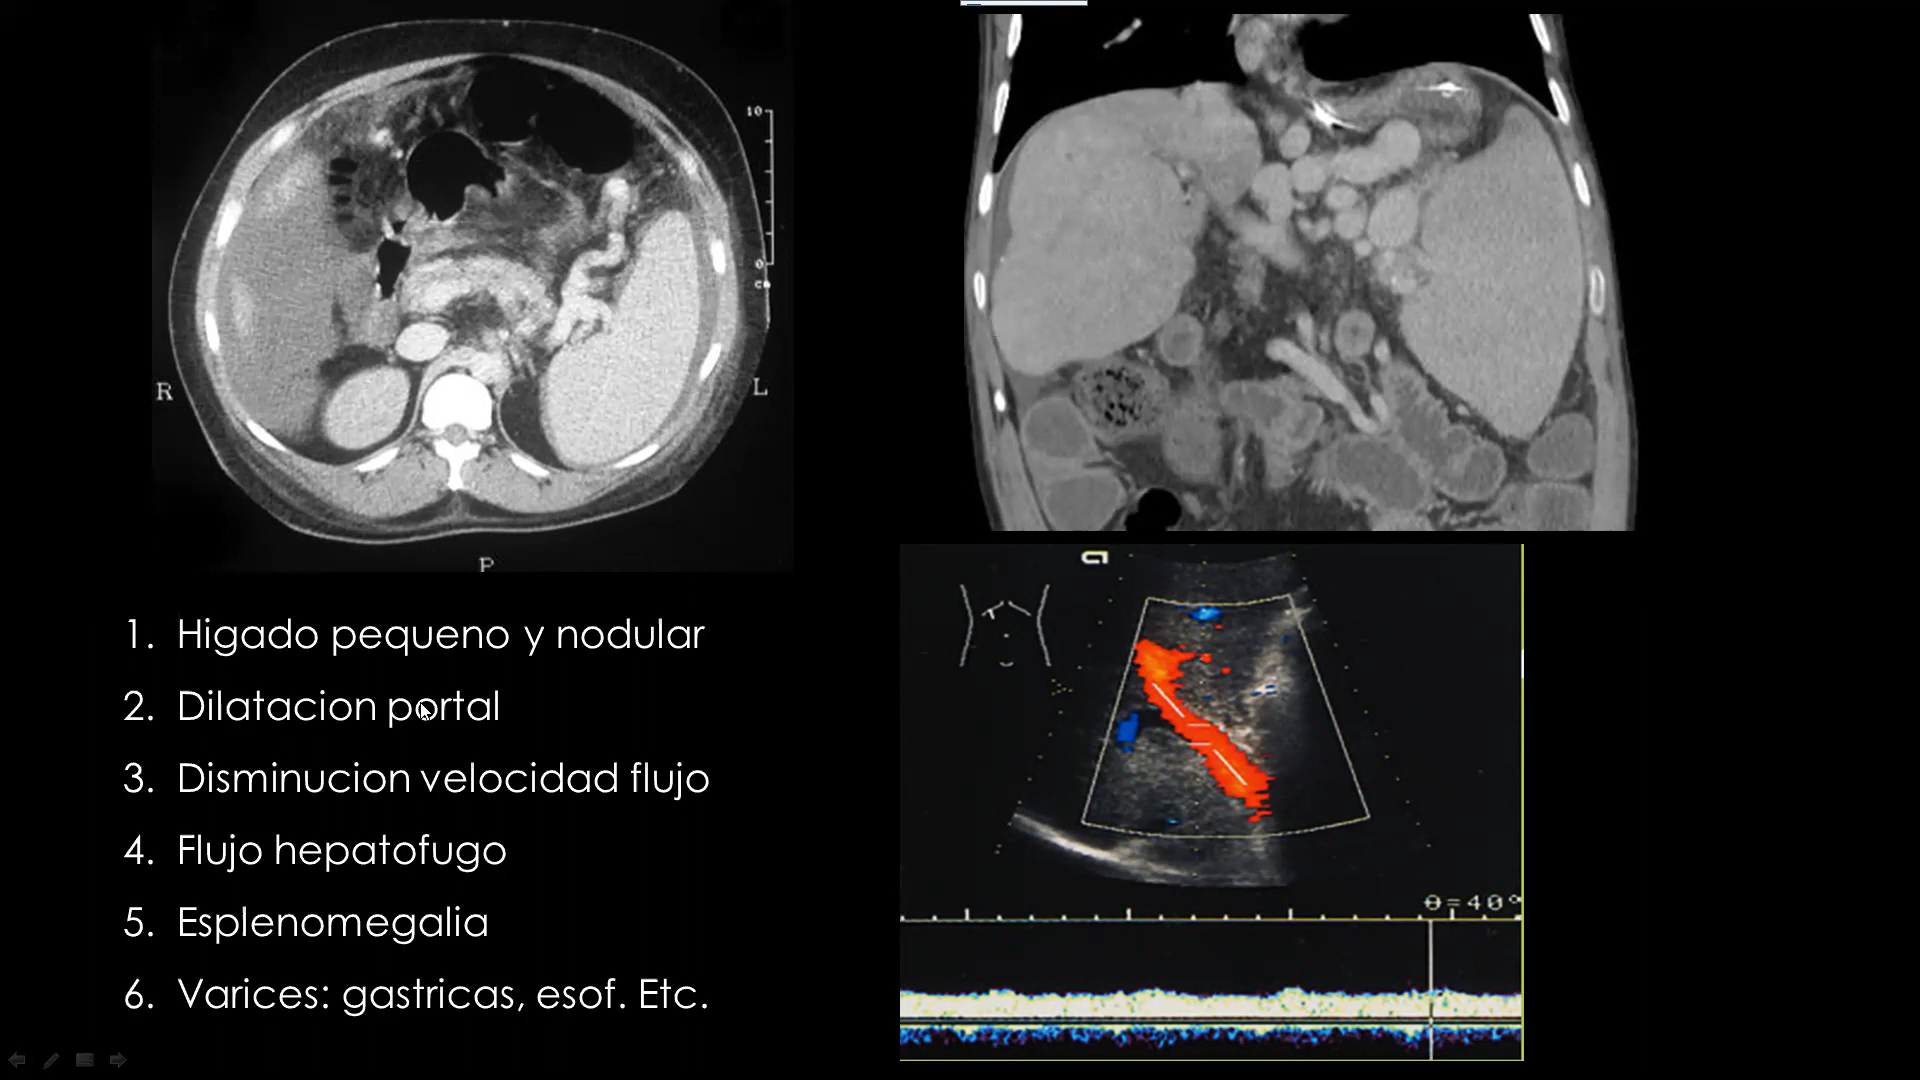 10
0
c
R
L
P
1. Higado pequeno y nodular
2. Dilatacion portal
3. Disminucion velocidad flujo
4. Flujo hepatofugo
5. Esplenomegalia
6. Varices: gastricas, esof. Etc.
θ=40°